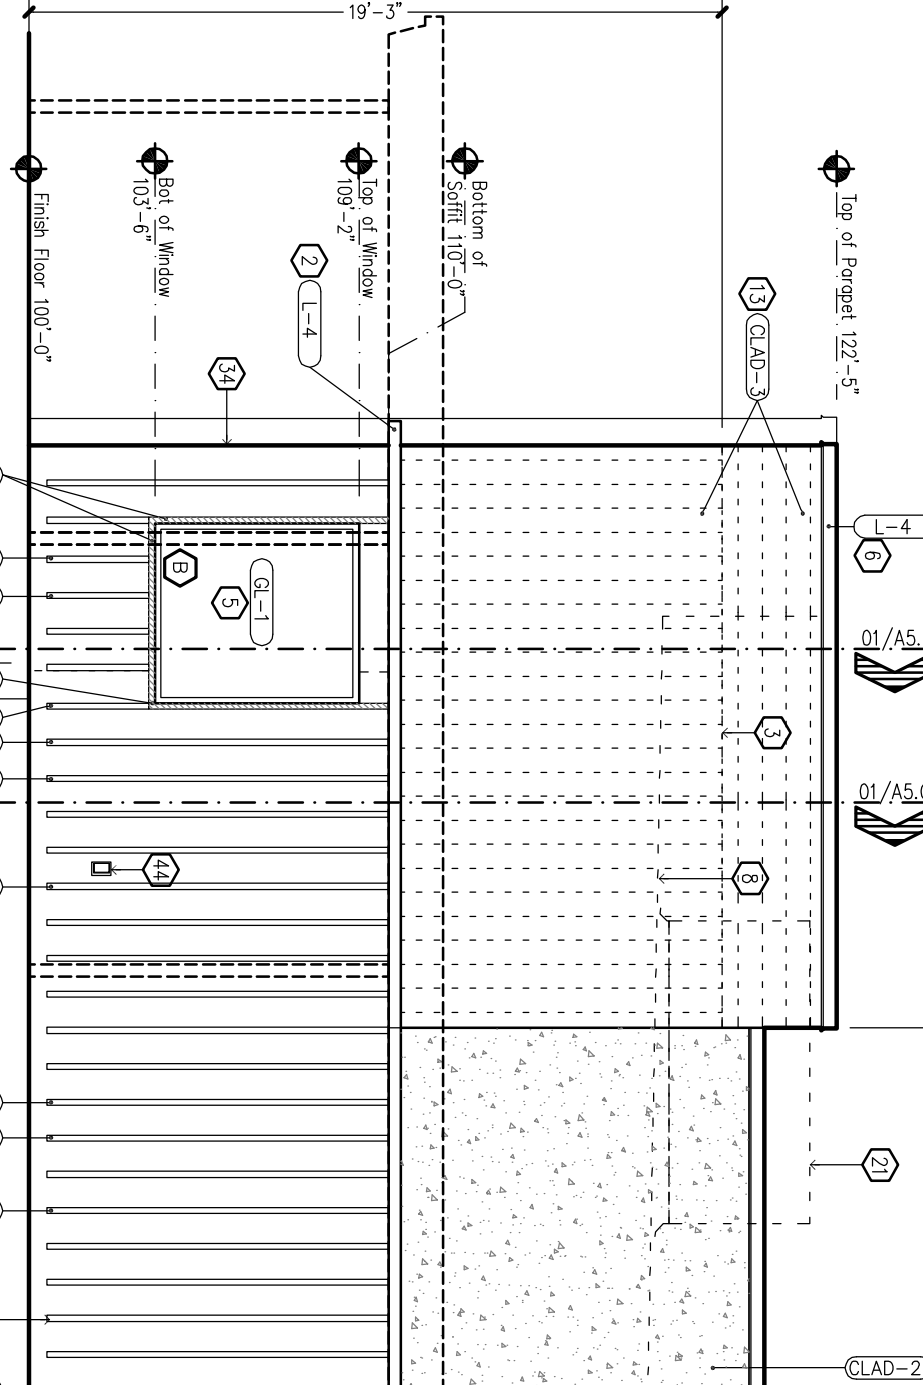 19'-3"
Top of Parapet 122'-5"
Bottom of
Soffit 110'-0"
Top of Window
109'-2"
Bot of Window
103'-6"
Finish Floor 100'-0"
2
L-4
13
CLAD-3
34
L-4
6
B
5
GL-1
01/A5.
3
01/A5.0
8
44
21
CLAD-2